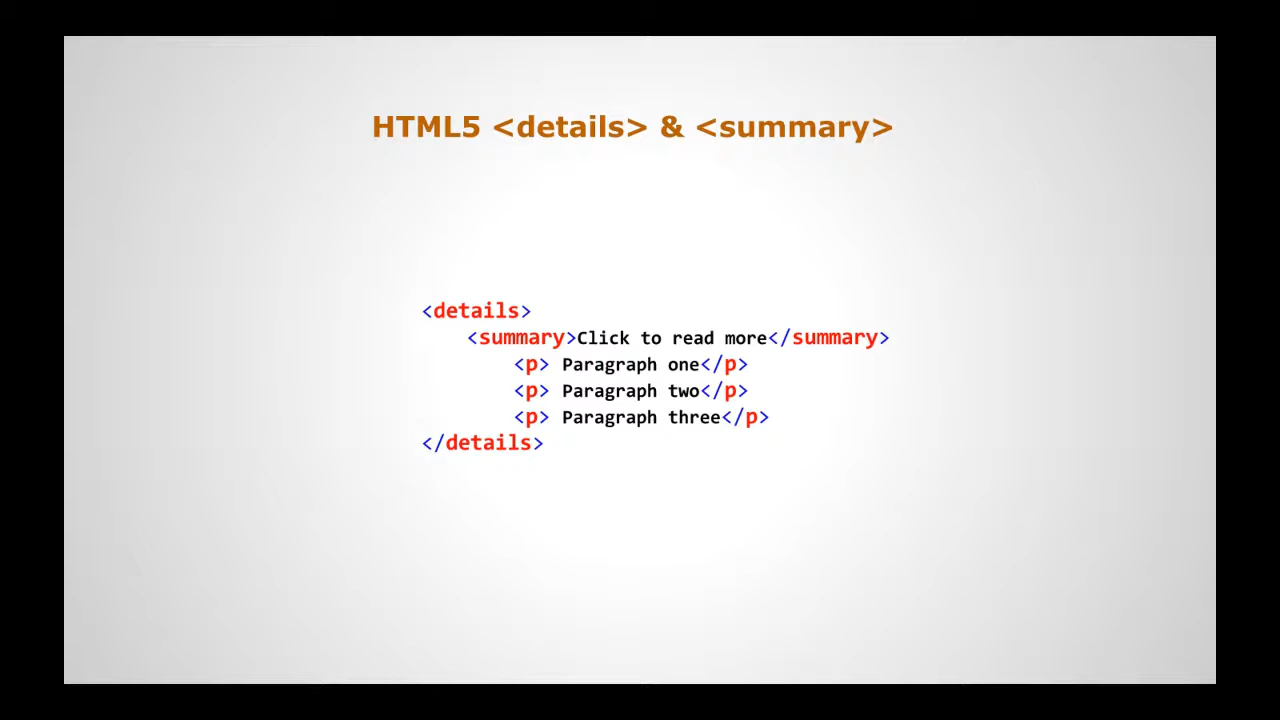 HTML5 <details> & <summary>
<details>
<summary>Click to read more</summary>
<p> Paragraph one</p>
<p> Paragraph two</p>
<p> Paragraph three</p>
</details>